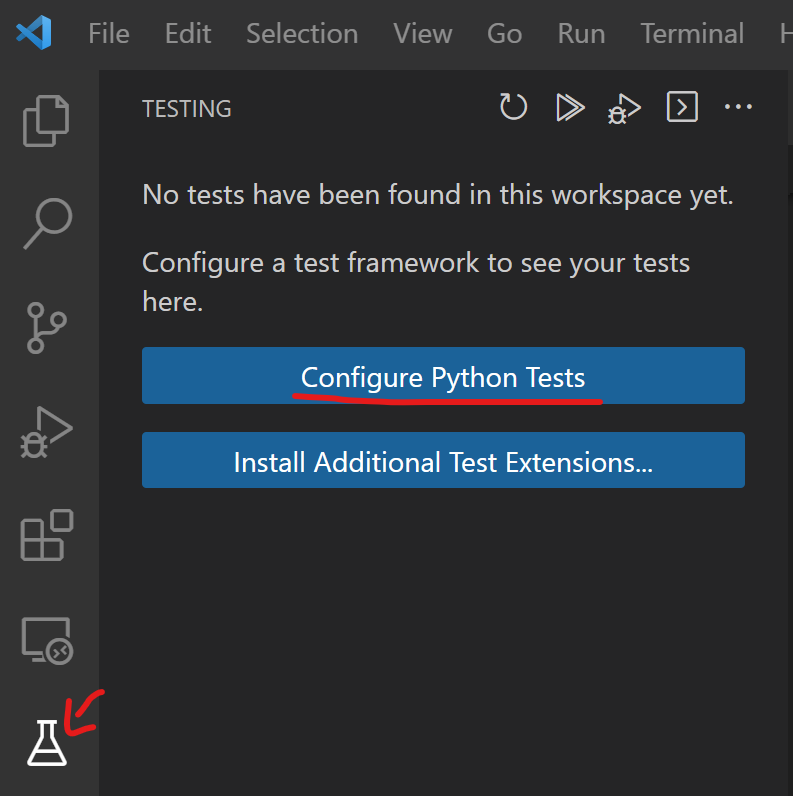 File Edit Selection View Go Run Terminal
TESTING
No tests have been found in this workspace yet.
Configure a test framework to see your tests
here.
Configure Python Tests
Install Additional Test Extensions...